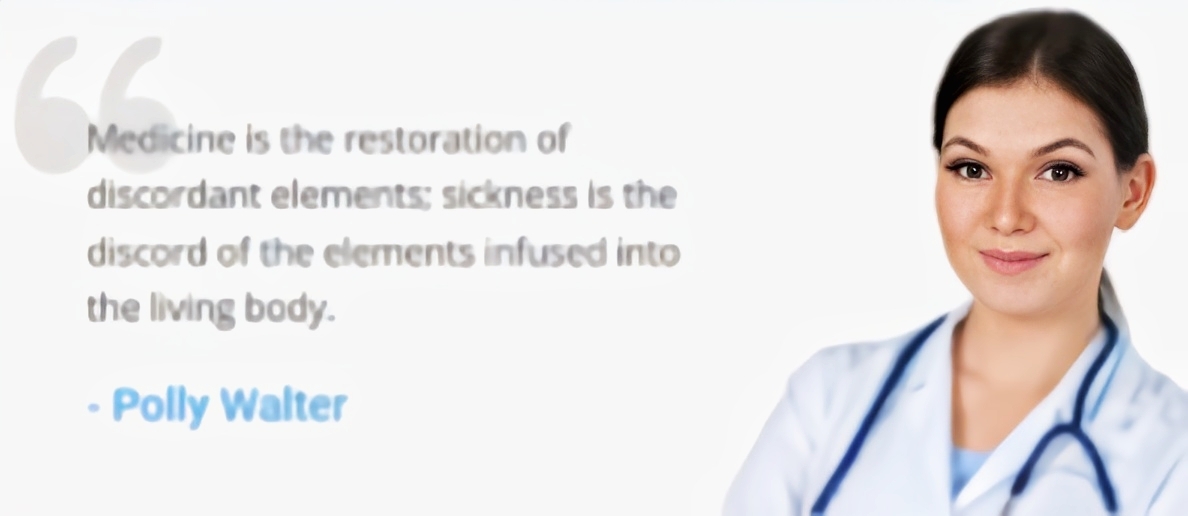 “
Medicine is the restoration of
discordant elements; sickness is the
discord of the elements infused into
the living body.
- Polly Walter